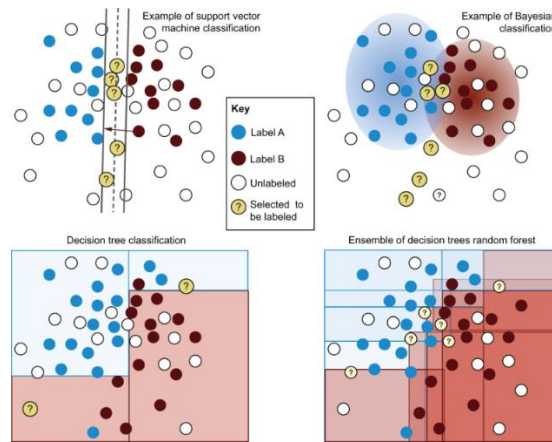 Example of support vector
machine classification
?
?
?
?
?
?
Example of Bayesian
classification
?
?
?
?
?
?
?
Key
Label A
Label B
Unlabeled
?
Selected to
be labeled
Decision tree classification
?
?
Ensemble of decision trees random forest
?
?
?
?
?
?
?
?